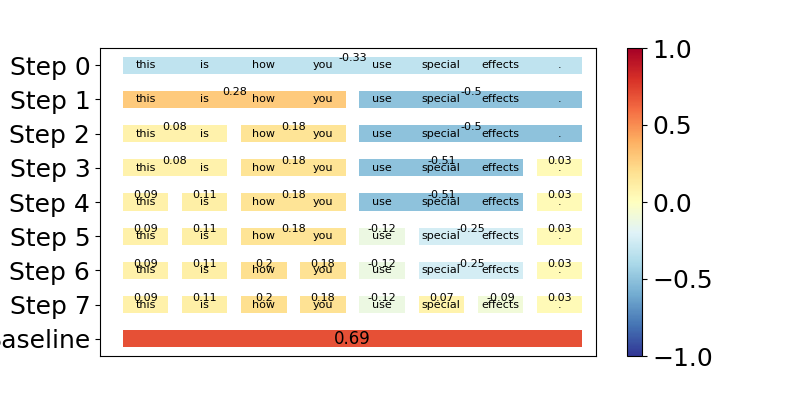 Step 0 this is how you -0.33 use special effects .
Step 1 this is 0.28 how you use special -0.5 effects .
Step 2 this 0.08 is how 0.18 you use special -0.5 effects .
Step 3 this 0.08 is how 0.18 you use -0.51 special effects 0.03 .
Step 4 0.09 this 0.11 is how 0.18 you use -0.51 special effects 0.03 .
Step 5 0.09 this 0.11 is how 0.18 you -0.12 use special -0.25 effects 0.03 .
Step 6 0.09 this 0.11 is 0.2 how 0.18 you -0.12 use special -0.25 effects 0.03 .
Step 7 0.09 this 0.11 is 0.2 how 0.18 you -0.12 use 0.07 special -0.09 effects 0.03 .
aseline 0.69
1.0
0.5
0.0
−0.5
−1.0